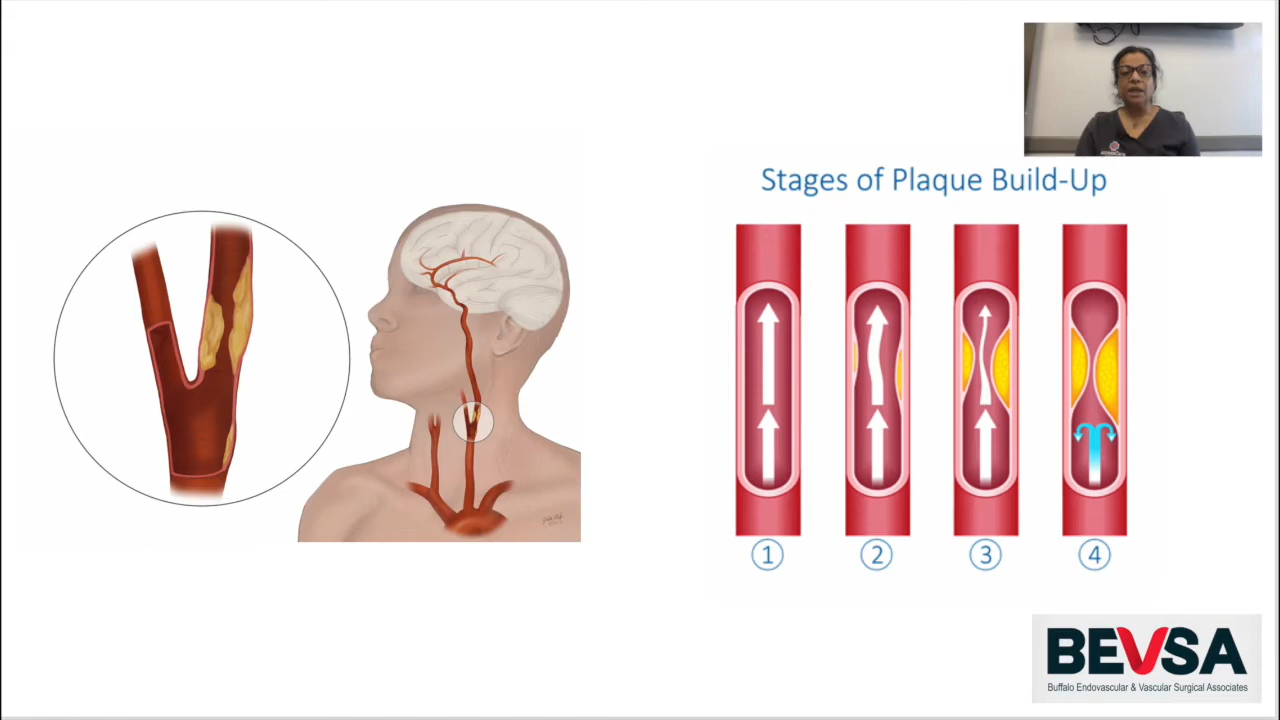 Stages of Plaque Build-Up
1
2
3
4
BEVSA
Buffalo Endovascular & Vascular Surgical Associates